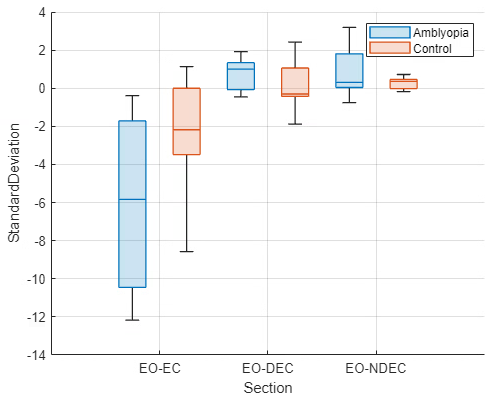 4
2
0
-2
-4
-6
-8
-10
-12
-14
StandardDeviation
Amblyopia
Control
EO-EC
EO-DEC
EO-NDEC
Section